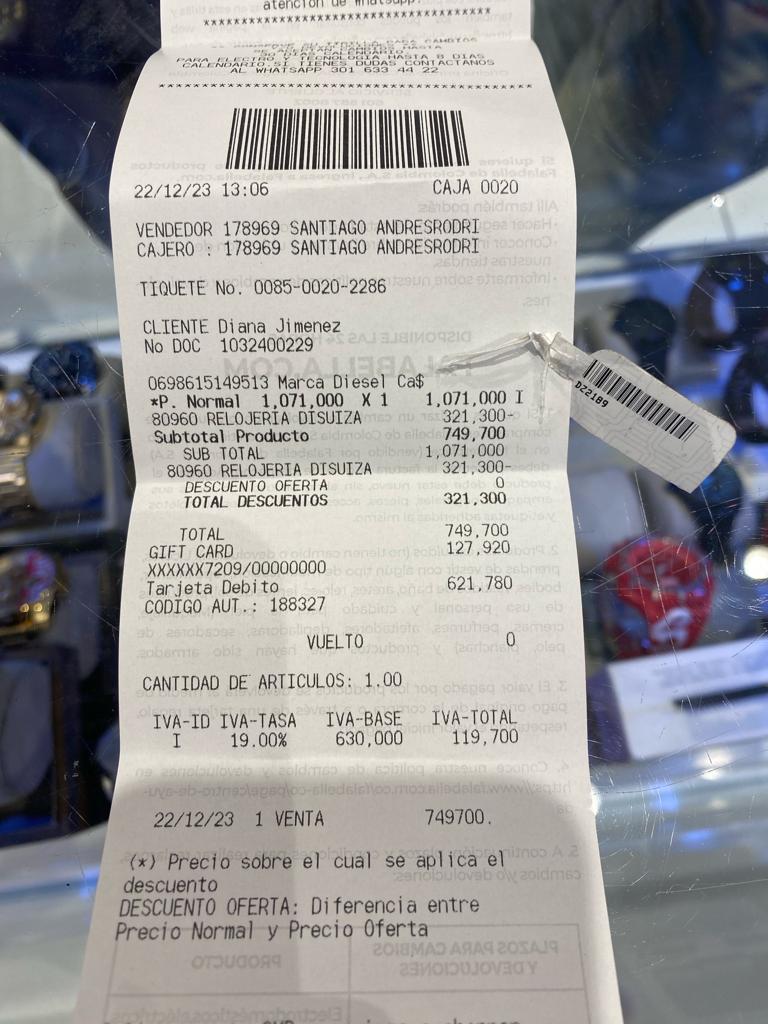 atención de Whatsapp.
****************************************
PARA ELECTRO Y TECNOLOGIA HASTA 8 DIAS
CALENDARIO.SI TIENES DUDAS CONTACTANOS
AL WHATSAPP 301 633 44 22
****************************************
22/12/23 13:06 CAJA 0020
VENDEDOR 178969 SANTIAGO ANDRESRODRI
CAJERO : 178969 SANTIAGO ANDRESRODRI
TIQUETE No. 0085-0020-2286
CLIENTE Diana Jimenez
No DOC 1032400229
0698615149513 Marca Diesel Ca$
*P. Normal 1,071,000 X 1 1,071,000 I
80960 RELOJERIA DISUIZA 321,300-
Subtotal Producto 749,700
SUB TOTAL 1,071,000
80960 RELOJERIA DISUIZA 321,300-
DESCUENTO OFERTA 0
TOTAL DESCUENTOS 321,300
TOTAL 749,700
GIFT CARD 127,920
XXXXXX7209/00000000
Tarjeta Debito 621,780
CODIGO AUT.: 188327
VUELTO 0
CANTIDAD DE ARTICULOS: 1.00
IVA-ID IVA-TASA IVA-BASE IVA-TOTAL
I 19.00% 630,000 119,700
22/12/23 1 VENTA 749700.
(*) Precio sobre el cual se aplica el
descuento
DESCUENTO OFERTA: Diferencia entre
Precio Normal y Precio Oferta
DZ2189